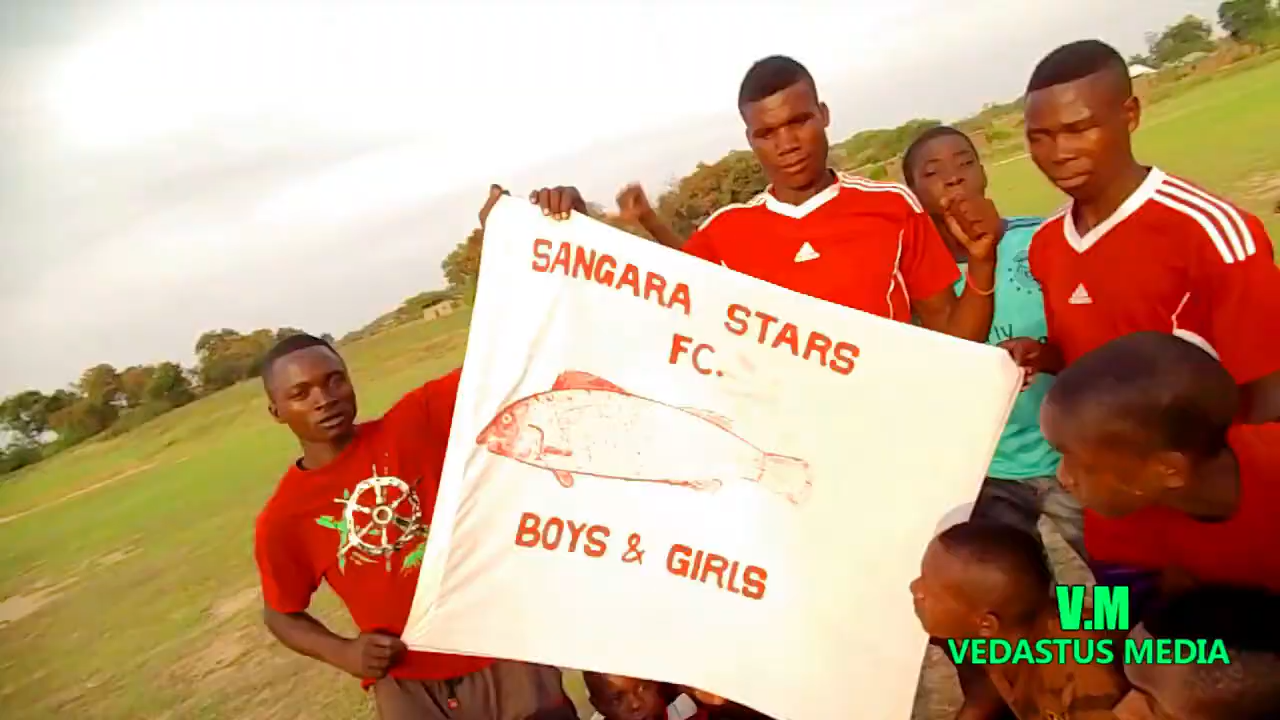 SANGARA STARS
FC.
BOYS & GIRLS
V.M
VEDASTUS MEDIA